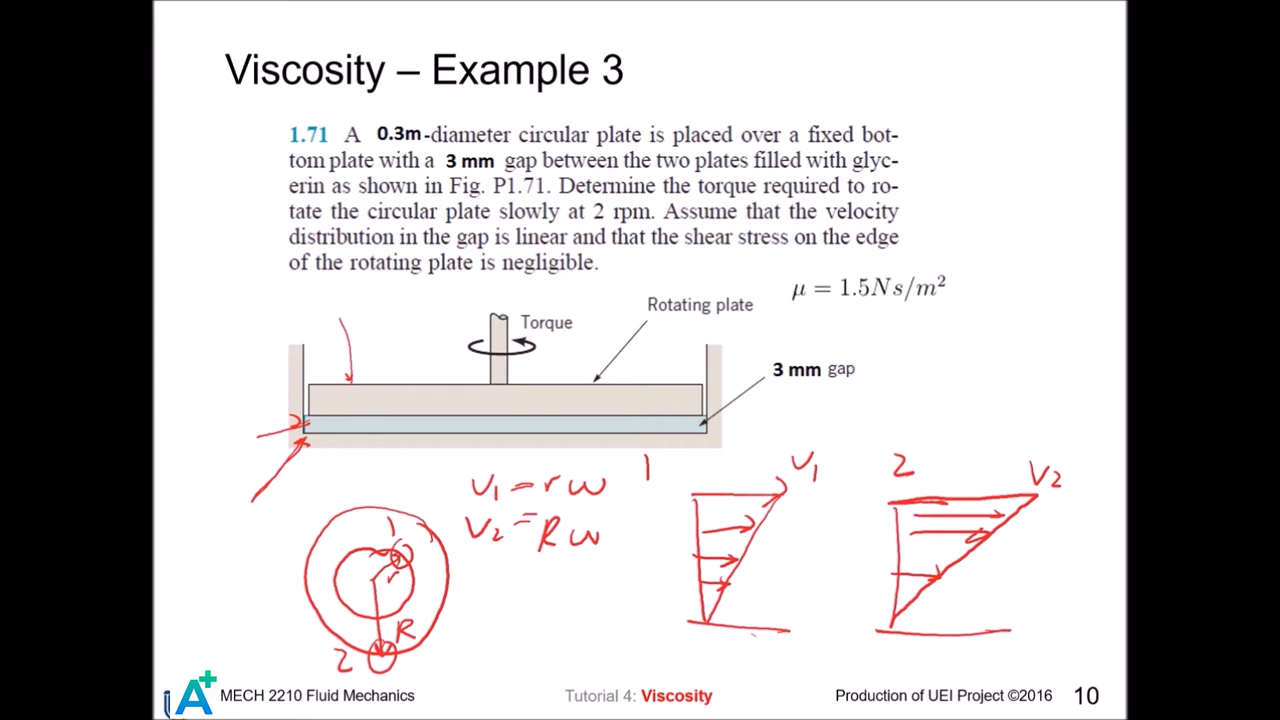 Viscosity – Example 3
1.71 A 0.3m-diameter circular plate is placed over a fixed bot-
tom plate with a 3 mm gap between the two plates filled with glyc-
erin as shown in Fig. P1.71. Determine the torque required to ro-
tate the circular plate slowly at 2 rpm. Assume that the velocity
distribution in the gap is linear and that the shear stress on the edge
of the rotating plate is negligible.
μ = 1.5Ns/m²
Rotating plate
Torque
3 mm gap
V₁ = rω
V₂ = Rω
1
V₁
2
V₂
1
r
R
2
A+
MECH 2210 Fluid Mechanics
Tutorial 4: Viscosity
Production of UEI Project ©2016
10